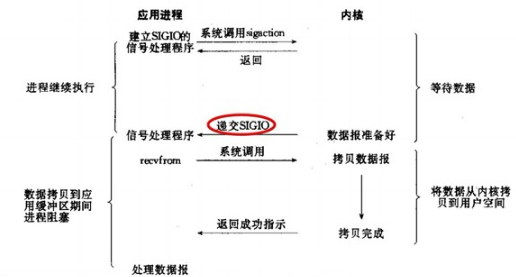 应用进程
内核
建立SIGIO的
信号处理程序
系统调用sigaction
返回
进程继续执行
等待数据
递交SIGIO
信号处理程序
数据报准备好
recvfrom
系统调用
拷贝数据报
数据拷贝到应
用缓冲区期间
进程阻塞
将数据从内核拷
贝到用户空间
返回成功指示
拷贝完成
处理数据报